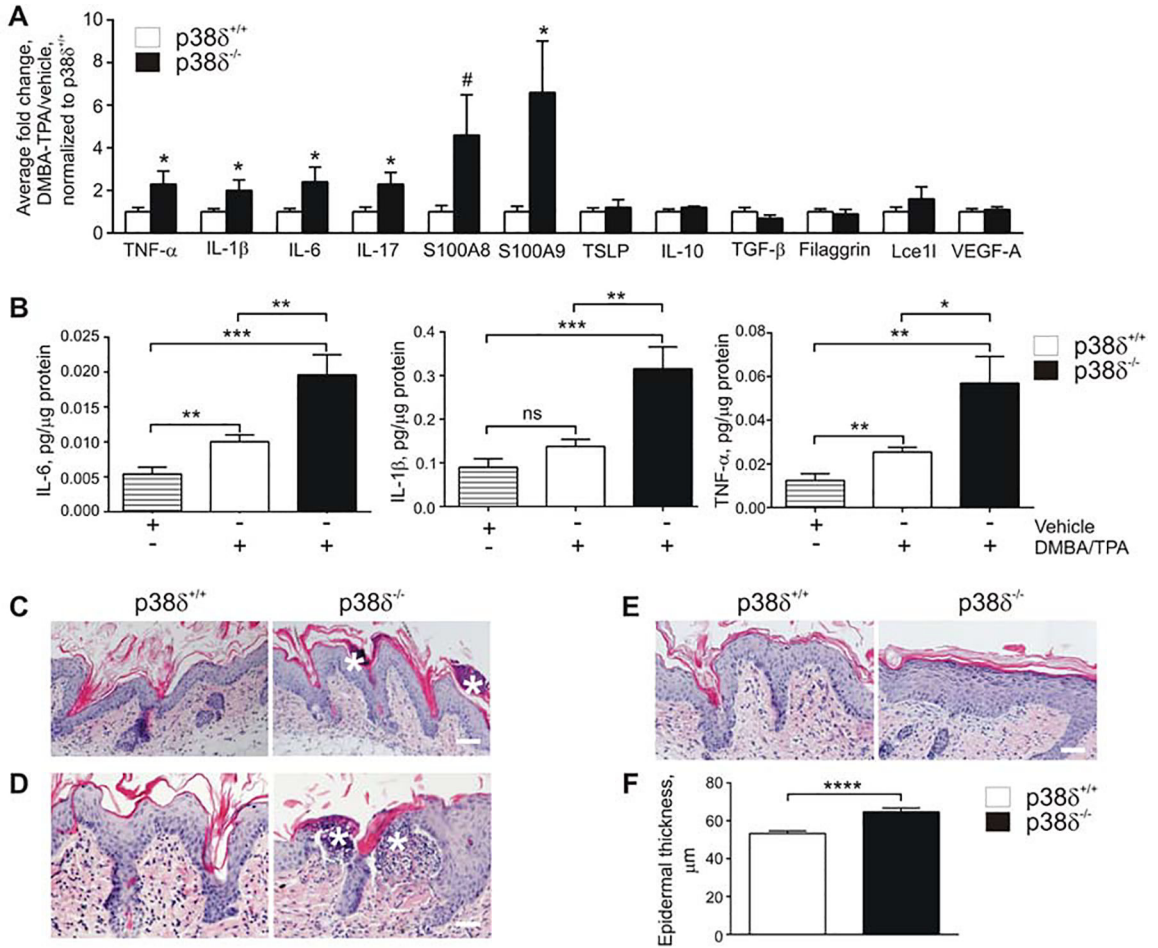 A
Average fold change,
DMBA-TPA/vehicle,
normalized to p38δ+/+
10
8
6
4
2
0
p38δ+/+
p38δ-/-
* * * * # *
TNF-α IL-1β IL-6 IL-17 S100A8 S100A9 TSLP IL-10 TGF-β Filaggrin Lce1l VEGF-A
B
IL-6, pg/μg protein
0.025
0.020
0.015
0.010
0.005
0.000
**
***
**
+ - -
- + +
IL-1β, pg/μg protein
0.4
0.3
0.2
0.1
0.0
**
***
ns
+ - -
- + +
TNF-α, pg/μg protein
0.08
0.06
0.04
0.02
0.00
*
**
**
+ - - Vehicle
- + + DMBA/TPA
p38δ+/+
p38δ-/-
C
p38δ+/+ p38δ-/-
* *
D
* *
E
p38δ+/+ p38δ-/-
F
Epidermal thickness,
μm
80
60
40
20
0
****
p38δ+/+
p38δ-/-